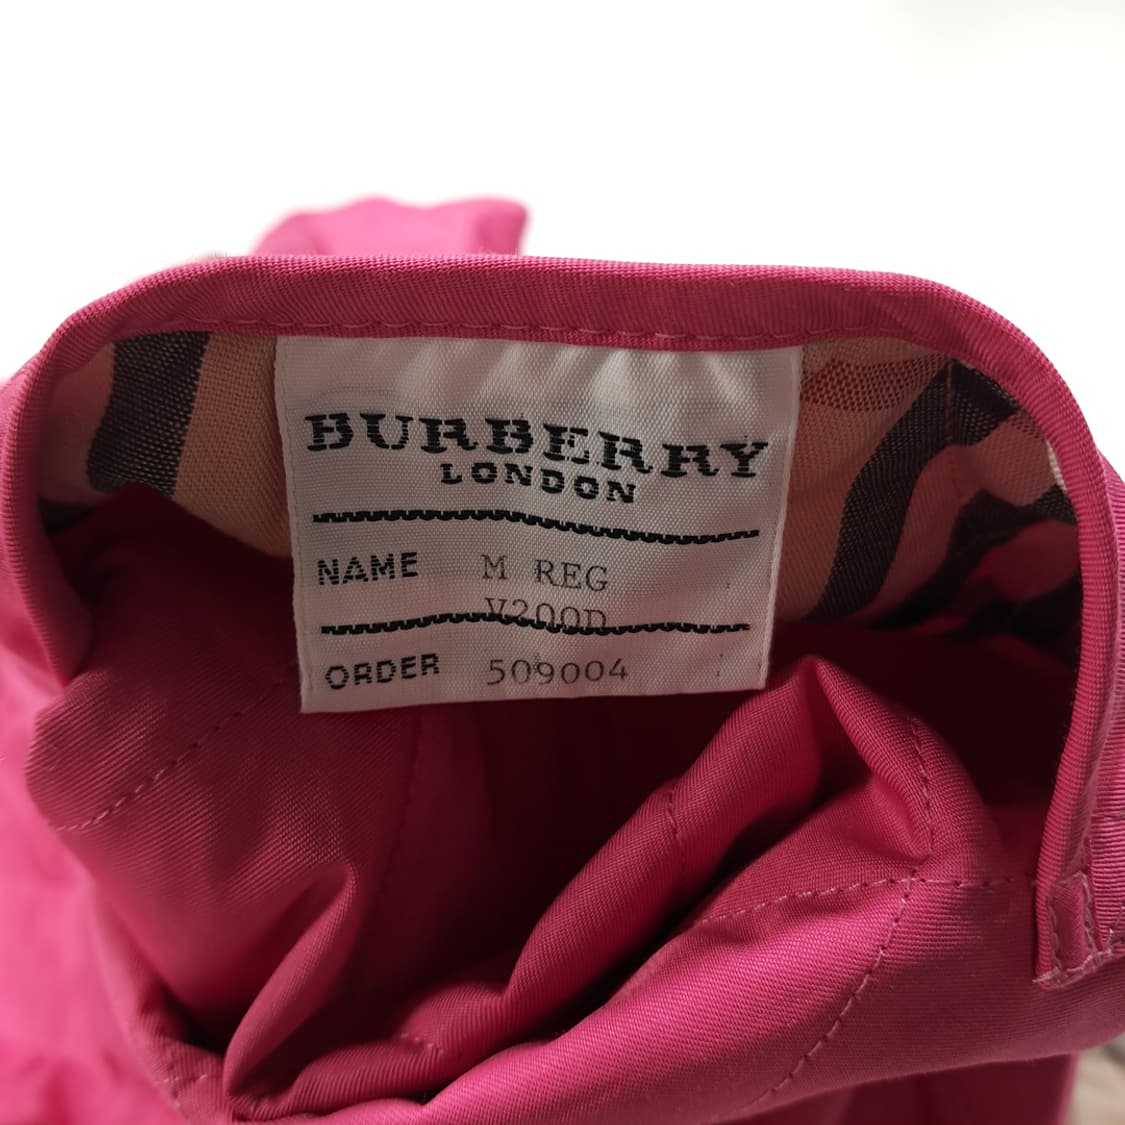 BURBERRY
LONDON
NAME M REG
V200D
ORDER 509004